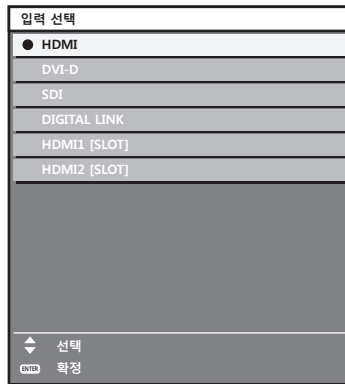 입력 선택
HDMI
DVI-D
SDI
DIGITAL LINK
HDMI1 [SLOT]
HDMI2 [SLOT]
선택
ENTER 확정